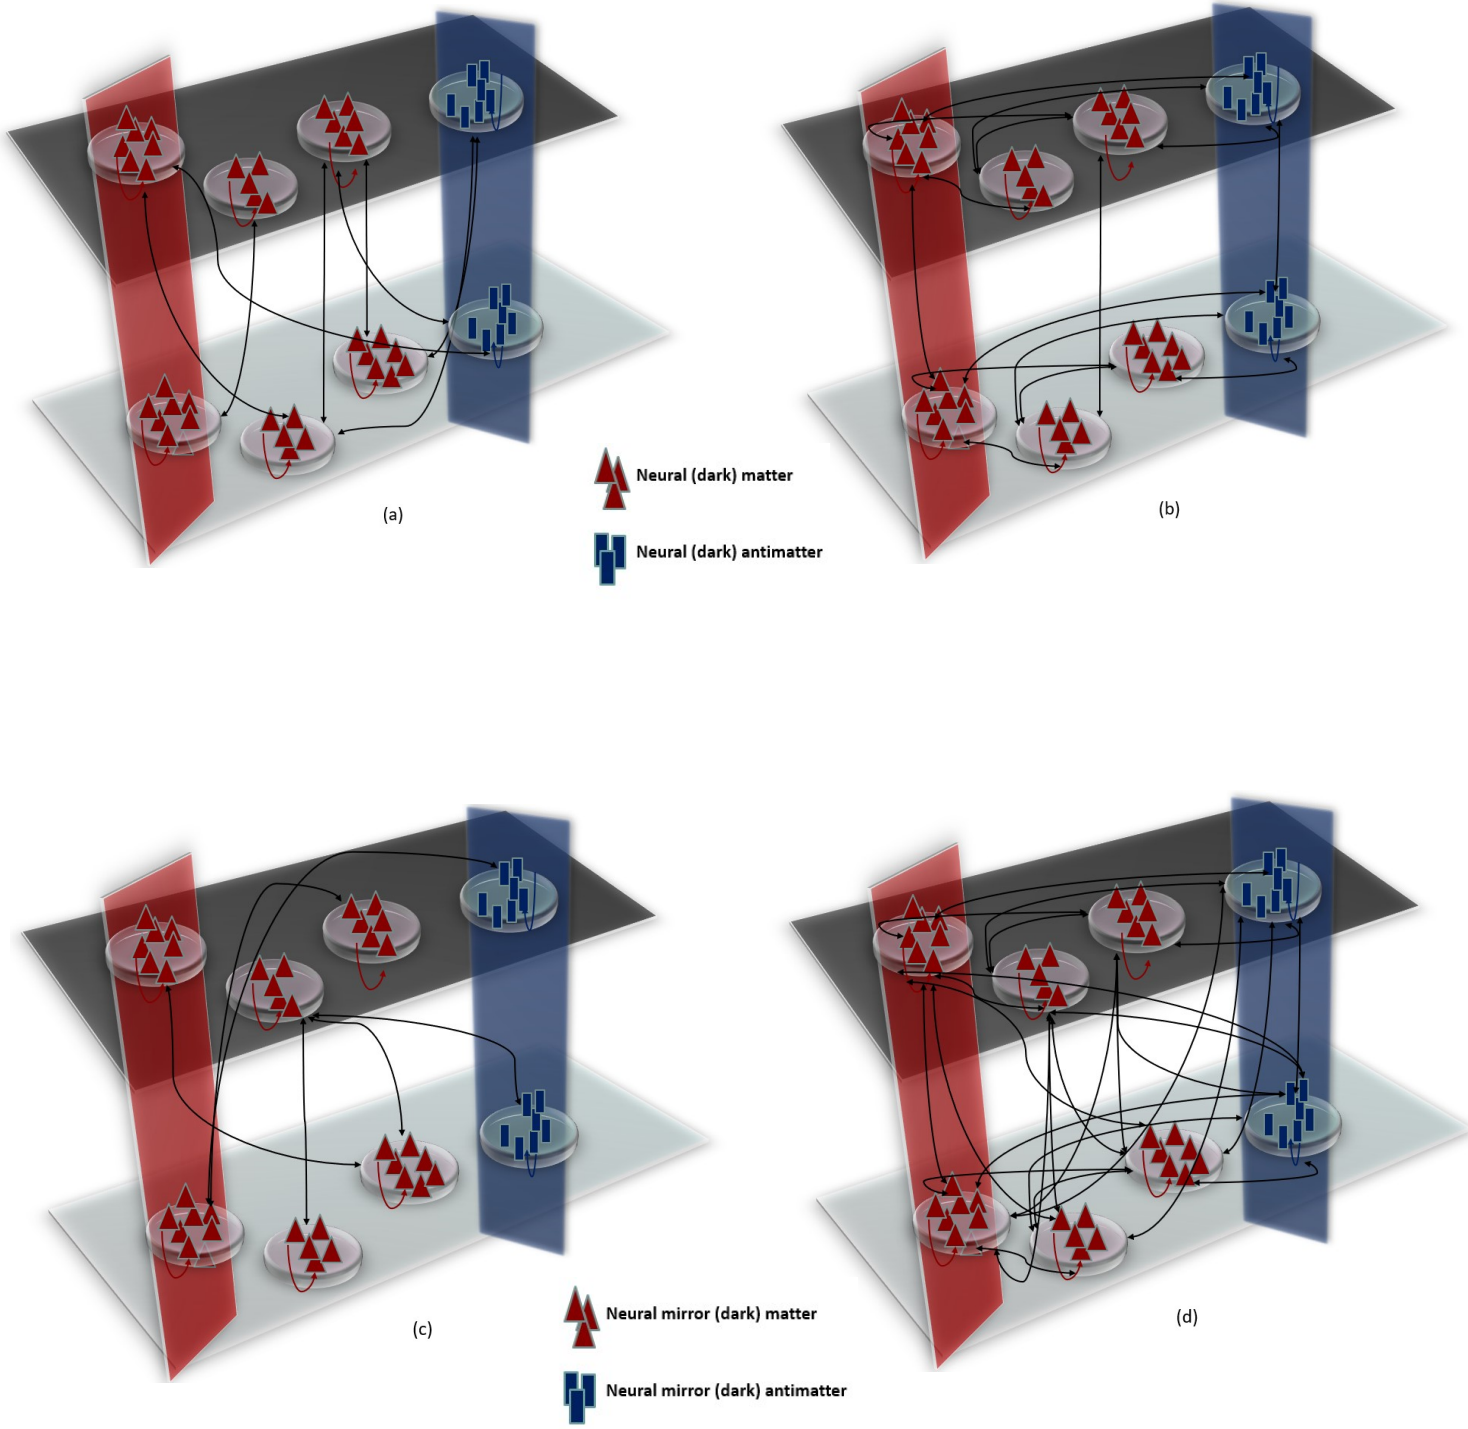 Neural (dark) matter
(a)
(b)
Neural (dark) antimatter
Neural mirror (dark) matter
(c)
(d)
Neural mirror (dark) antimatter